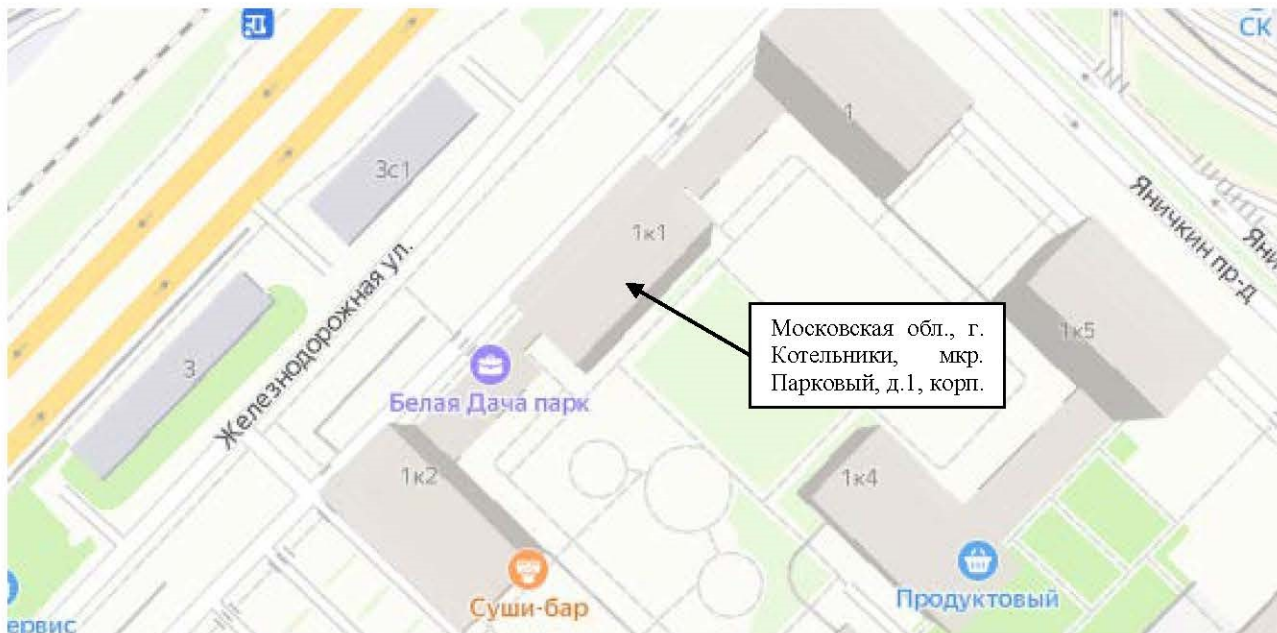 СК
1
3с1
Яничкин пр-д
Яни
1к1
Железнодорожная ул.
Московская обл., г.
Котельники, мкр.
Парковый, д.1, корп.
1к5
3
Белая Дача парк
1к2
1к4
Суши-бар
Продуктовый
ервис